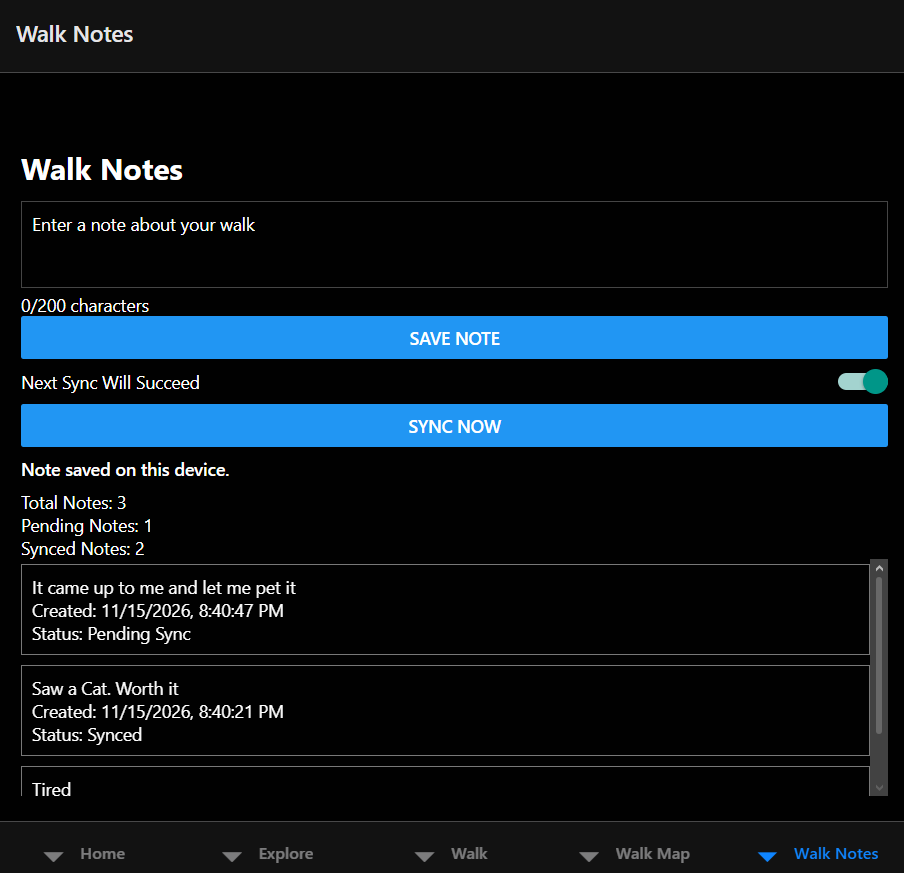 Walk Notes
Walk Notes
Enter a note about your walk
0/200 characters
SAVE NOTE
Next Sync Will Succeed
SYNC NOW
Note saved on this device.
Total Notes: 3
Pending Notes: 1
Synced Notes: 2
It came up to me and let me pet it
Created: 11/15/2026, 8:40:47 PM
Status: Pending Sync
Saw a Cat. Worth it
Created: 11/15/2026, 8:40:21 PM
Status: Synced
Tired
Home
Explore
Walk
Walk Map
Walk Notes